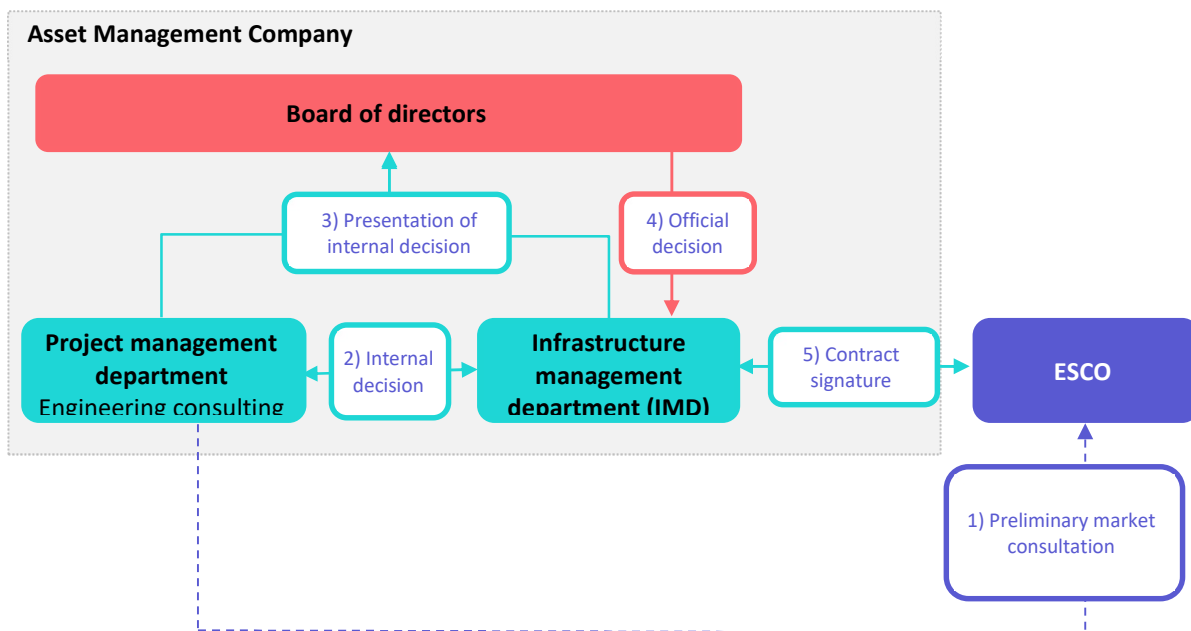 Asset Management Company
Board of directors
3) Presentation of
internal decision
4) Official
decision
Project management
department
Engineering consulting
2) Internal
decision
Infrastructure
management
department (IMD)
5) Contract
signature
ESCO
1) Preliminary market
consultation